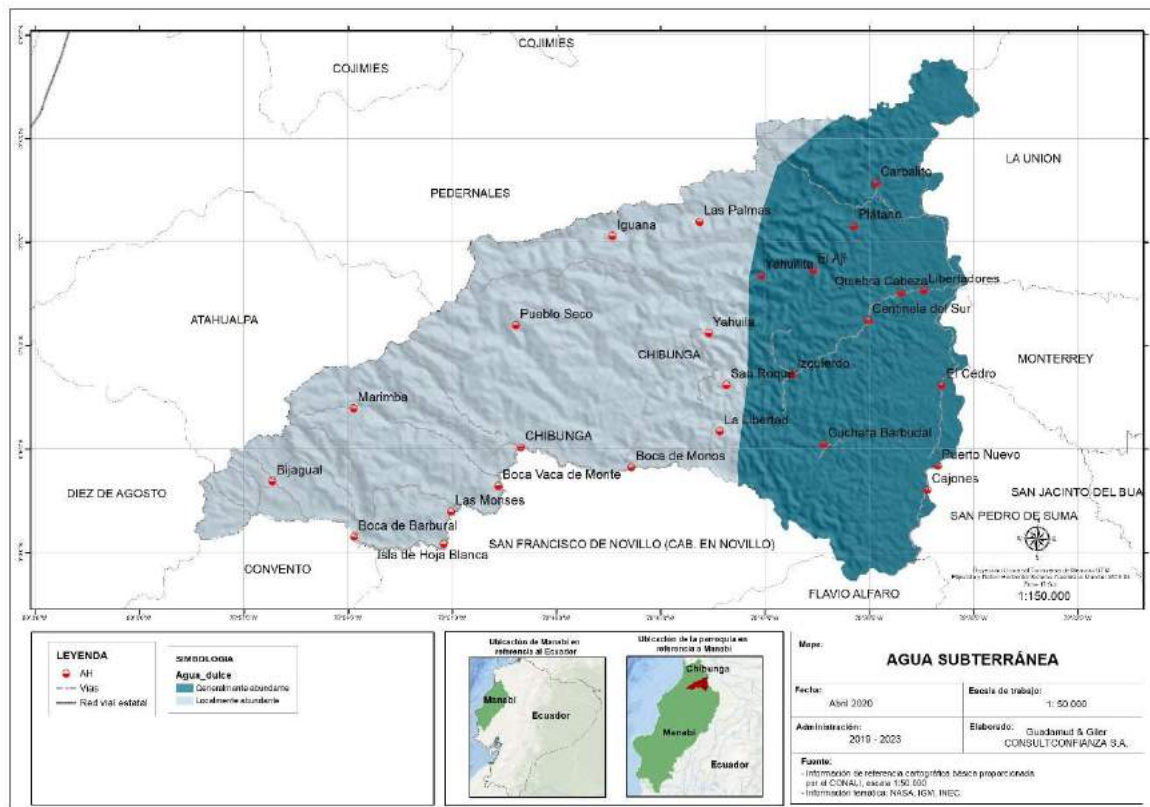 COJIMIES
COJIMIES
LA UNION
PEDERNALES
Carbalito
Las Palmas
Plátano
Iguana
El Ají
Yahuilita
Quiebra Cabeza
Libertadores
Centinela del Sur
ATAHUALPA
Pueblo Seco
Yahuila
CHIBUNGA
MONTERREY
San Roque
Izquierdo
El Cedro
Marimba
La Libertad
CHIBUNGA
Guchara Barbudal
Boca de Monos
Puerto Nuevo
Bijagual
Boca Vaca de Monte
Cajones
DIEZ DE AGOSTO
SAN JACINTO DEL BUA
Las Monses
SAN PEDRO DE SUMA
Boca de Barbural
Isla de Hoja Blanca
SAN FRANCISCO DE NOVILLO (CAB. EN NOVILLO)
CONVENTO
FLAVIO ALFARO
1:150.000
LEYENDA
AH
Vias
Red vial estatal
SIMBOLOGIA
Agua_dulce
Generalmente abundante
Localmente abundante
Ubicación de Manabí en
referencia al Ecuador
Manabí
Ecuador
Ubicación de la parroquia en
referencia a Manabí
Chibunga
Manabí
Ecuador
Mapa:
AGUA SUBTERRÁNEA
Fecha:
Abril 2020
Escala de trabajo:
1: 50.000
Administración:
2019 - 2023
Elaborado:
Guadamud & Giler
CONSULTCONFIANZA S.A.
Fuente:
- Información de referencia cartográfica básica proporcionada
por el CONALI, escala 1:50.000
- Información temática: NASA, IGM, INEC.